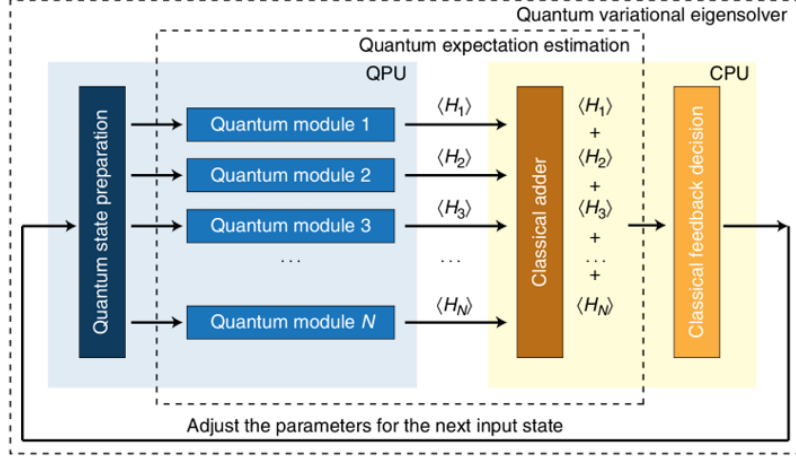 Quantum variational eigensolver
Quantum expectation estimation
QPU
CPU
Quantum state preparation
Quantum module 1
Quantum module 2
Quantum module 3
...
Quantum module N
⟨H₁⟩
⟨H₂⟩
⟨H₃⟩
...
⟨H_N⟩
Classical adder
⟨H₁⟩
+
⟨H₂⟩
+
⟨H₃⟩
+
...
+
⟨H_N⟩
Classical feedback decision
Adjust the parameters for the next input state